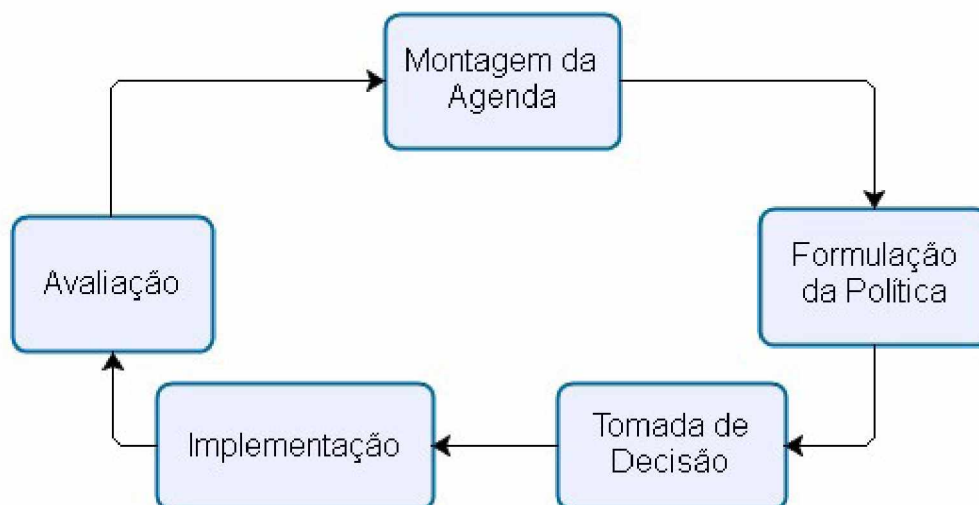 Montagem da
Agenda
Formulação
da Política
Tomada de
Decisão
Implementação
Avaliação